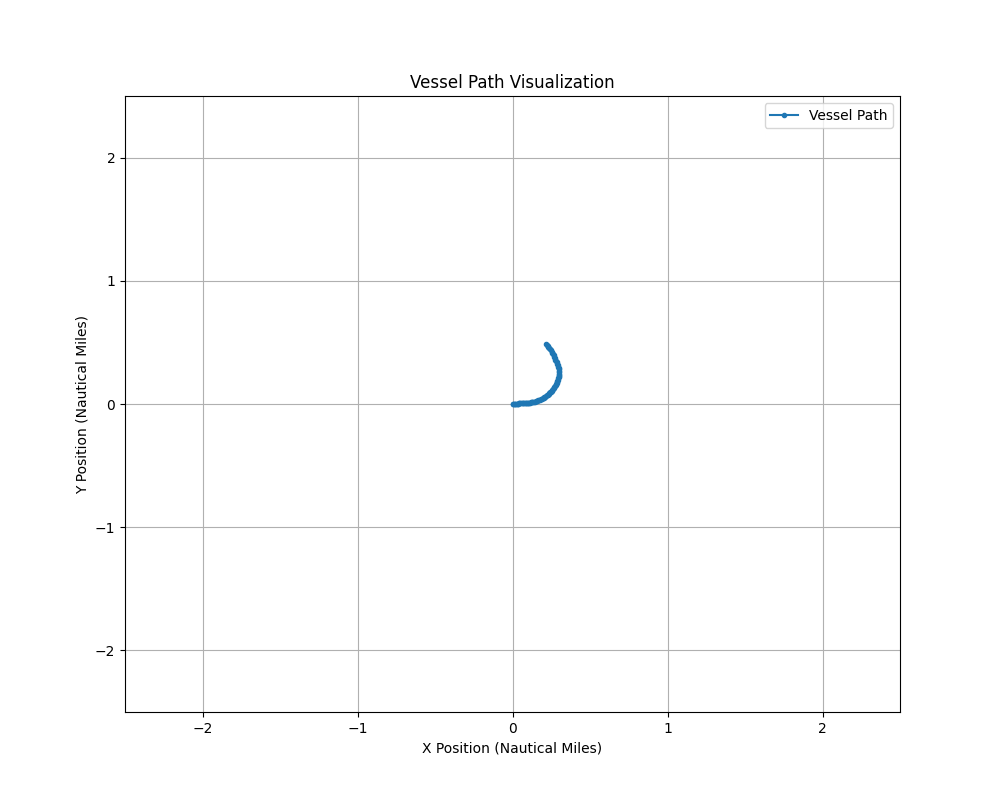 Vessel Path Visualization
Vessel Path
2
1
0
−1
−2
Y Position (Nautical Miles)
−2 −1 0 1 2
X Position (Nautical Miles)